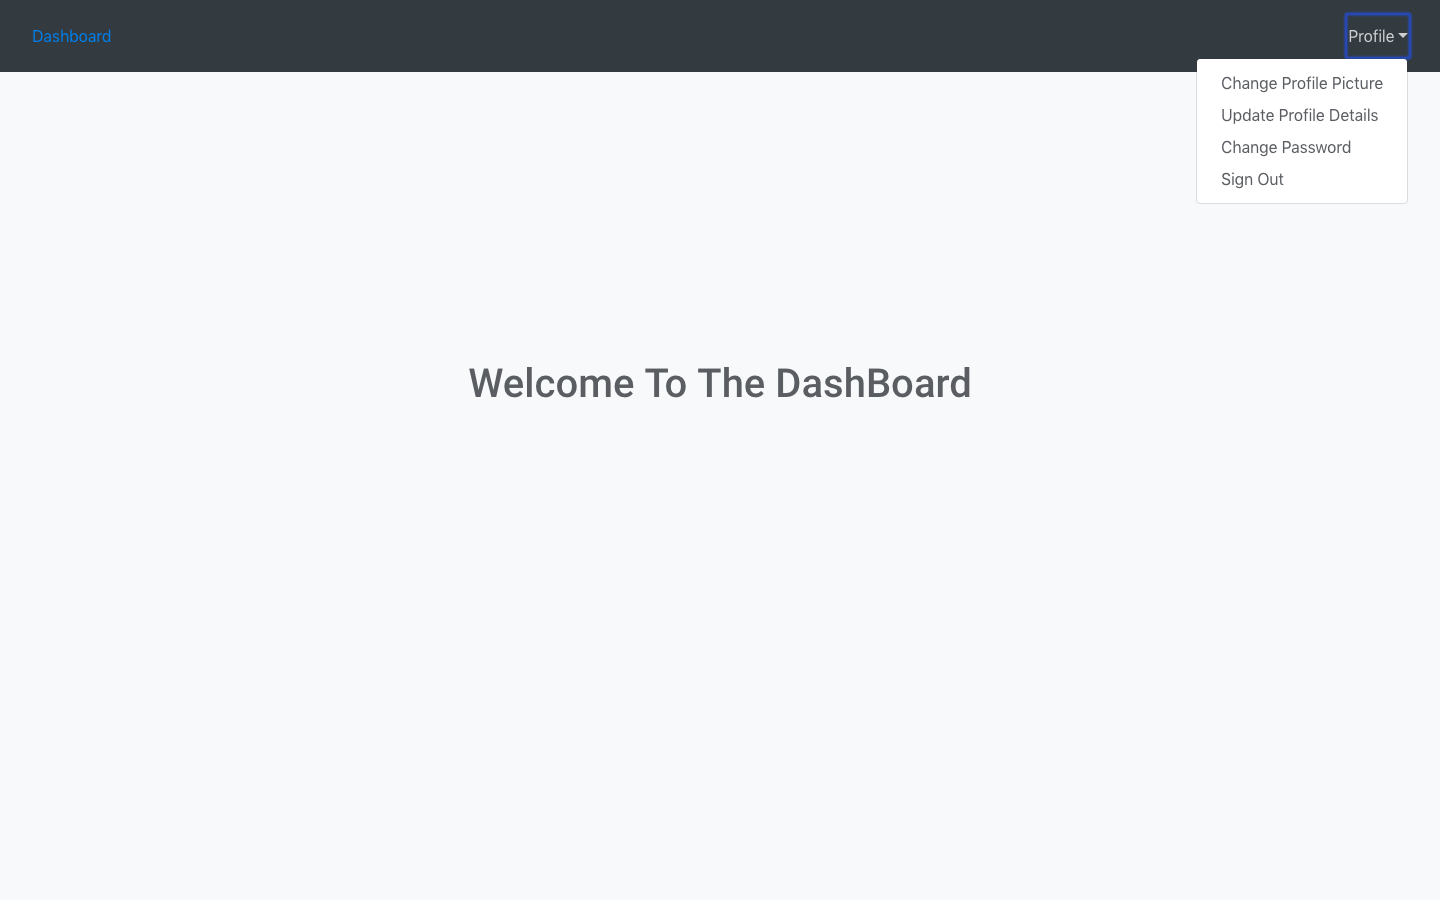 Dashboard
Profile
Change Profile Picture
Update Profile Details
Change Password
Sign Out
Welcome To The DashBoard